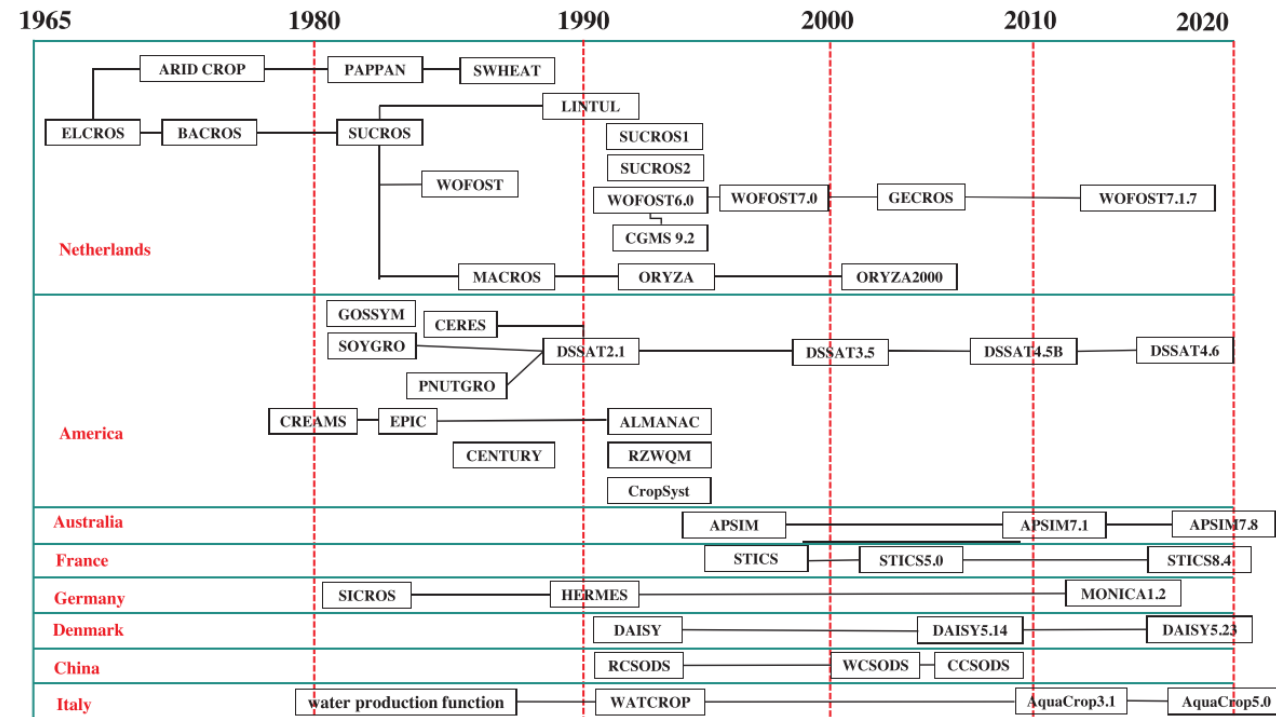 1965 1980 1990 2000 2010 2020
ARID CROP PAPPAN SWHEAT
LINTUL
ELCROS BACROS SUCROS SUCROS1
SUCROS2
WOFOST
WOFOST6.0 WOFOST7.0 GECROS WOFOST7.1.7
CGMS 9.2
Netherlands
MACROS ORYZA ORYZA2000
GOSSYM
CERES
SOYGRO DSSAT2.1 DSSAT3.5 DSSAT4.5B DSSAT4.6
PNUTGRO
CREAMS EPIC ALMANAC
America
CENTURY RZWQM
CropSyst
Australia APSIM APSIM7.1 APSIM7.8
France STICS STICS5.0 STICS8.4
Germany SICROS HERMES MONICA1.2
Denmark DAISY DAISY5.14 DAISY5.23
China RCSODS WCSODS CCSODS
Italy water production function WATCROP AquaCrop3.1 AquaCrop5.0